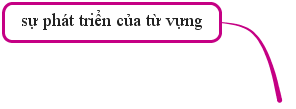 sự phát triển của từ vựng